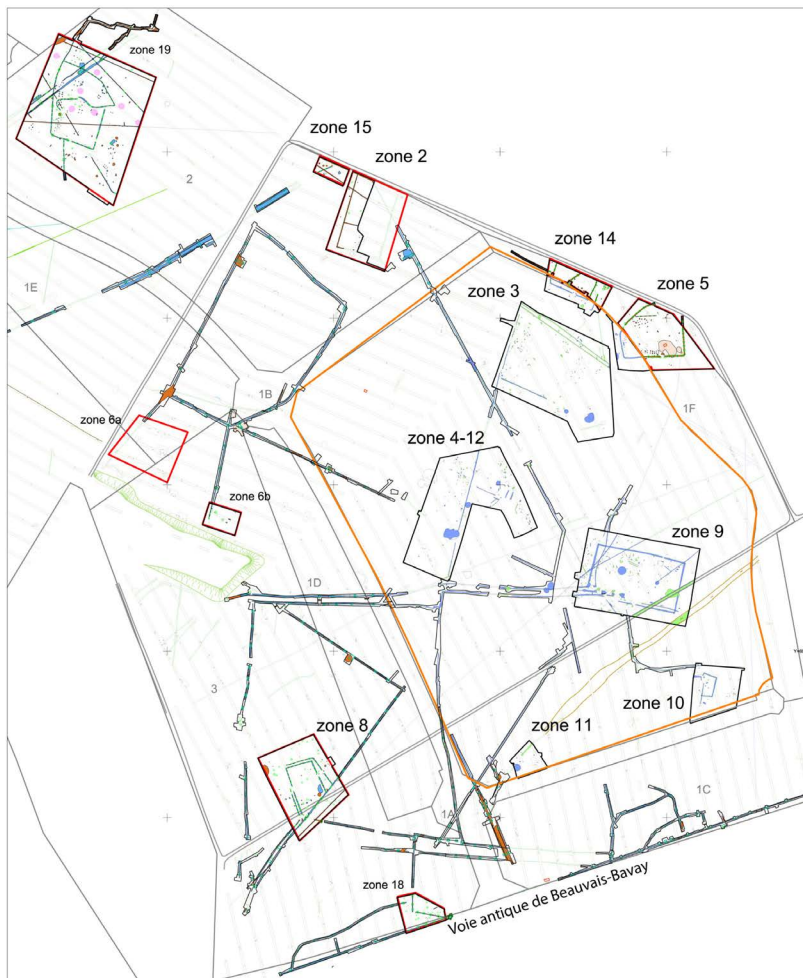 zone 19
zone 15
zone 2
2
zone 14
zone 3
zone 5
1E
1B
1F
zone 6a
zone 4-12
zone 6b
zone 9
1D
3
zone 10
zone 11
zone 8
1C
1A
zone 18
Voie antique de Beauvais-Bavay